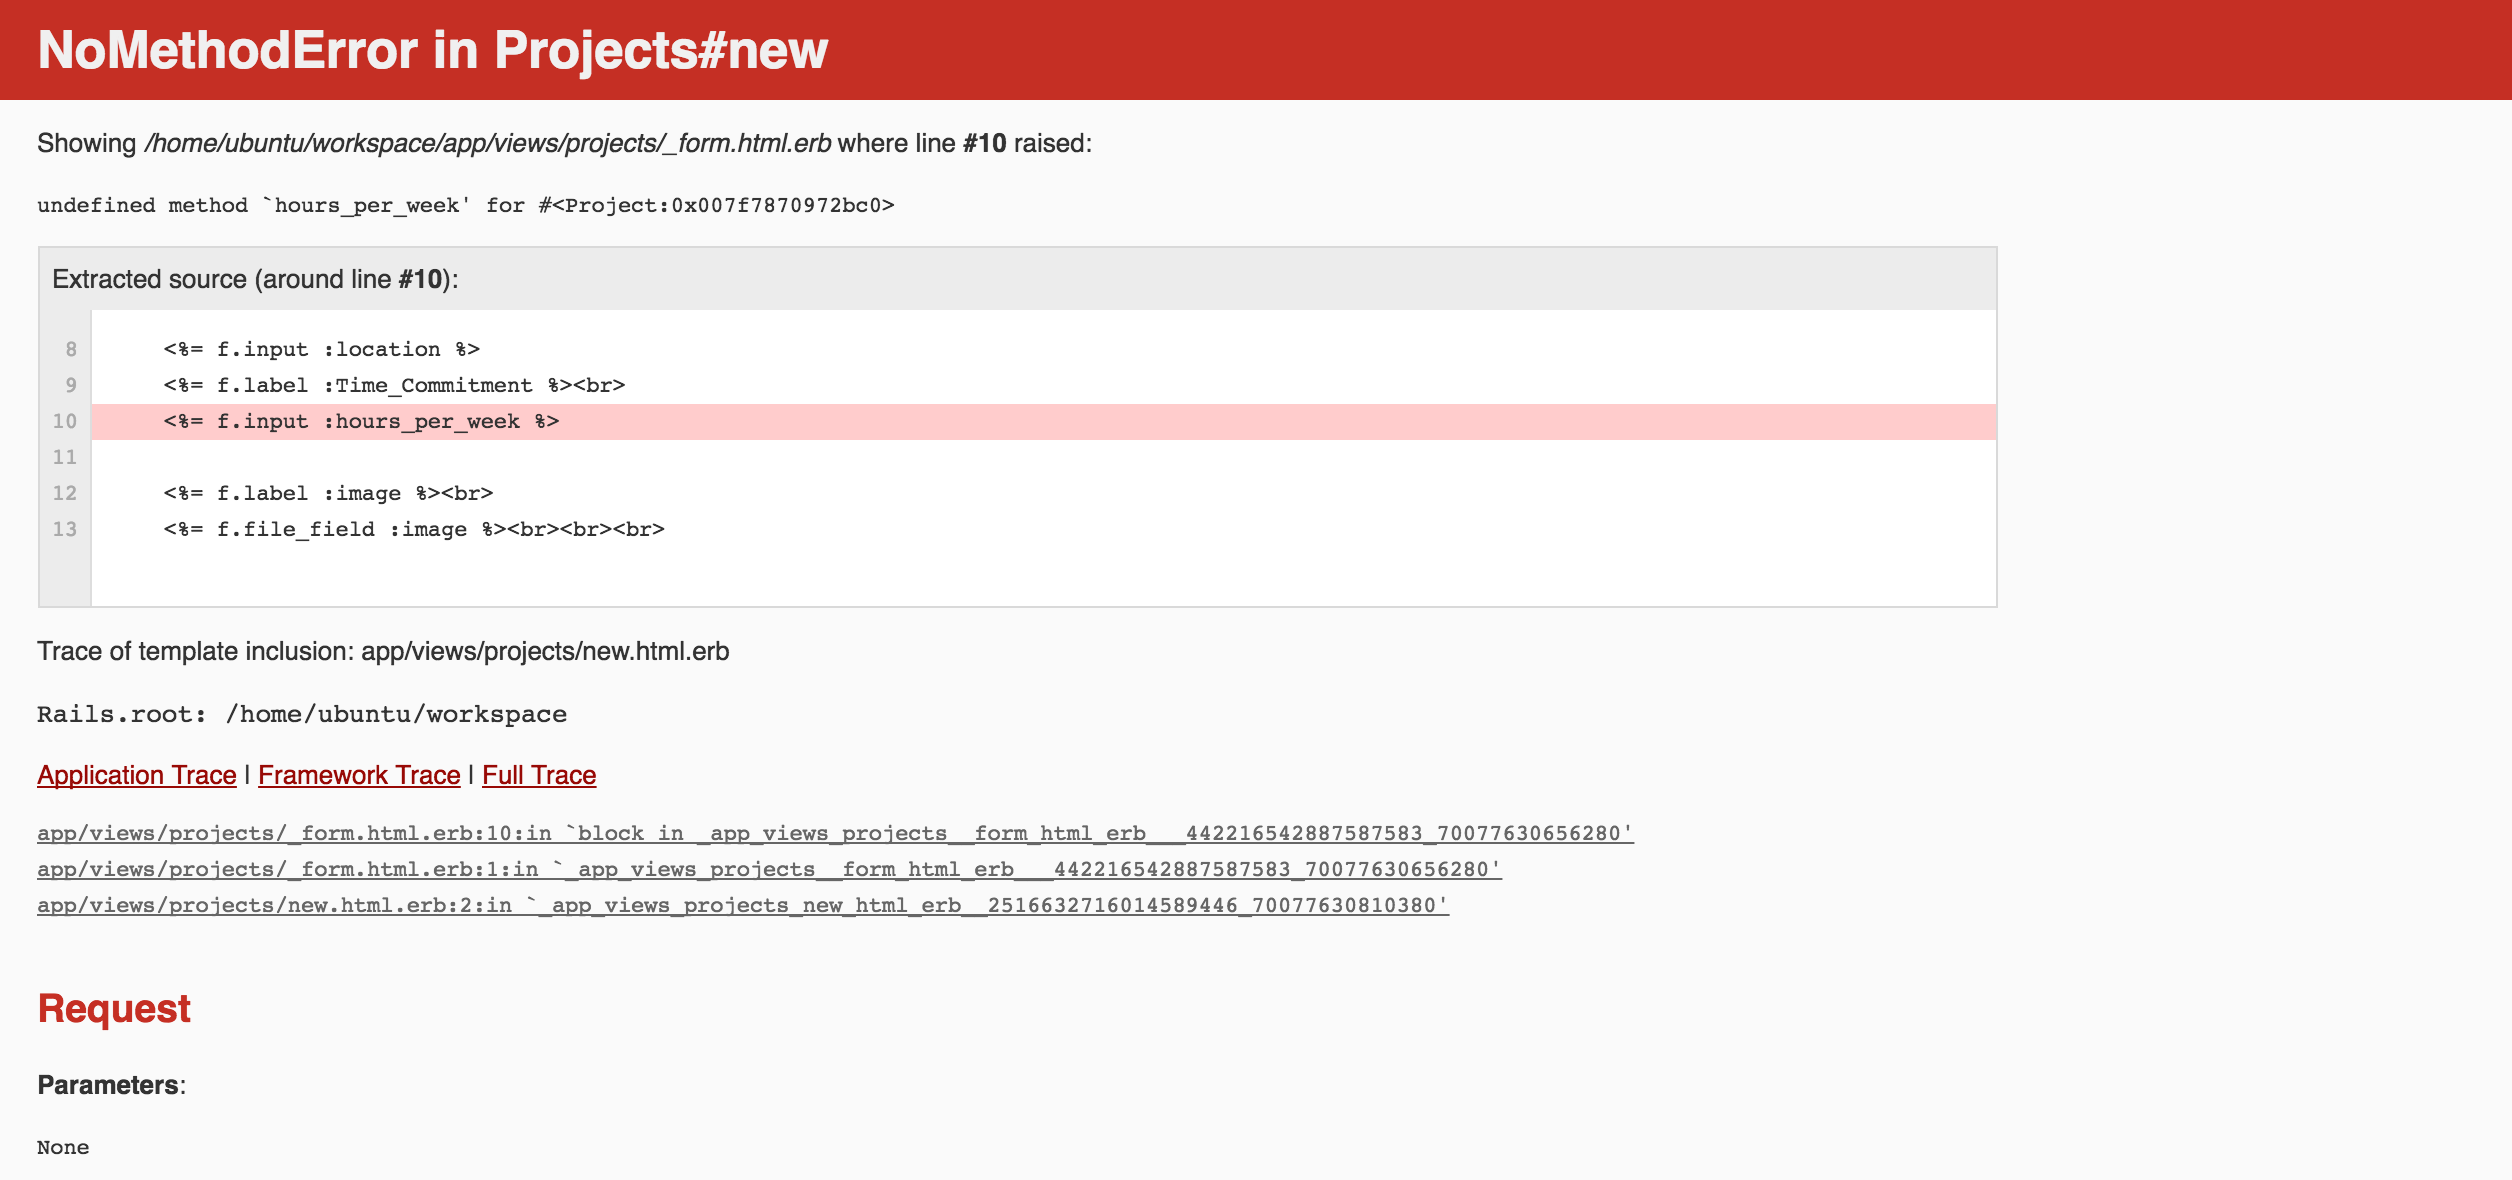 NoMethodError in Projects#new
Showing /home/ubuntu/workspace/app/views/projects/_form.html.erb where line #10 raised:
undefined method `hours_per_week' for #<Project:0x007f7870972bc0>
Extracted source (around line #10):
8 <%= f.input :location %>
9 <%= f.label :Time_Commitment %><br>
10 <%= f.input :hours_per_week %>
11
12 <%= f.label :image %><br>
13 <%= f.file_field :image %><br><br><br>
Trace of template inclusion: app/views/projects/new.html.erb
Rails.root: /home/ubuntu/workspace
Application Trace | Framework Trace | Full Trace
app/views/projects/_form.html.erb:10:in `block in _app_views_projects__form_html_erb___442216542887587583_70077630656280'
app/views/projects/_form.html.erb:1:in `_app_views_projects__form_html_erb___442216542887587583_70077630656280'
app/views/projects/new.html.erb:2:in `_app_views_projects_new_html_erb__2516632716014589446_70077630810380'
Request
Parameters:
None